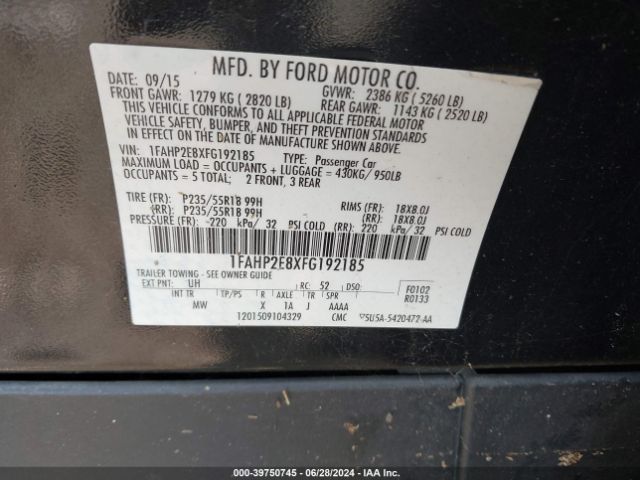 MFD. BY FORD MOTOR CO.
DATE: 09/15
GVWR: 2386 KG ( 5260 LB)
FRONT GAWR: 1279 KG ( 2820 LB)
REAR GAWR: 1143 KG ( 2520 LB)
THIS VEHICLE CONFORMS TO ALL APPLICABLE FEDERAL MOTOR
VEHICLE SAFETY, BUMPER, AND THEFT PREVENTION STANDARDS
IN EFFECT ON THE DATE OF MANUFACTURE SHOWN ABOVE.
VIN: 1FAHP2E8XFG192185 TYPE: Passenger Car
MAXIMUM LOAD = OCCUPANTS + LUGGAGE = 430KG/ 950LB
OCCUPANTS = 5 TOTAL; 2 FRONT, 3 REAR
TIRE (FR): P235/55R18 99H RIMS (FR): 18X8.0J
(RR): P235/55R18 99H (RR): 18X8.0J
PRESSURE (FR): 220 kPa/ 32 PSI COLD (RR): 220 kPa/ 32 PSI COLD
1FAHP2E8XFG192185
TRAILER TOWING - SEE OWNER GUIDE
EXT PNT: UH RC: 52 DSO: F0102
INT TR TP/PS R AXLE TR SPR R0133
MW X 1A J AAAA
1201509104329 CMC ▽5U5A-5420472-AA
000-39750745 - 06/28/2024 - IAAI.COM